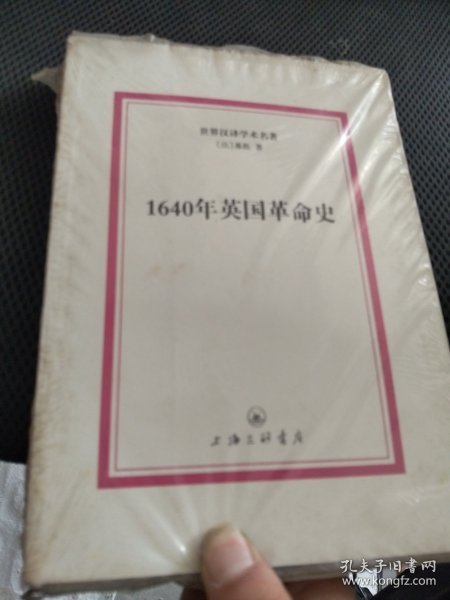 世界汉译学术名著
〔法〕基佐 著
1640年英国革命史
上海三联书店
孔夫子旧书网
www.kongfz.com